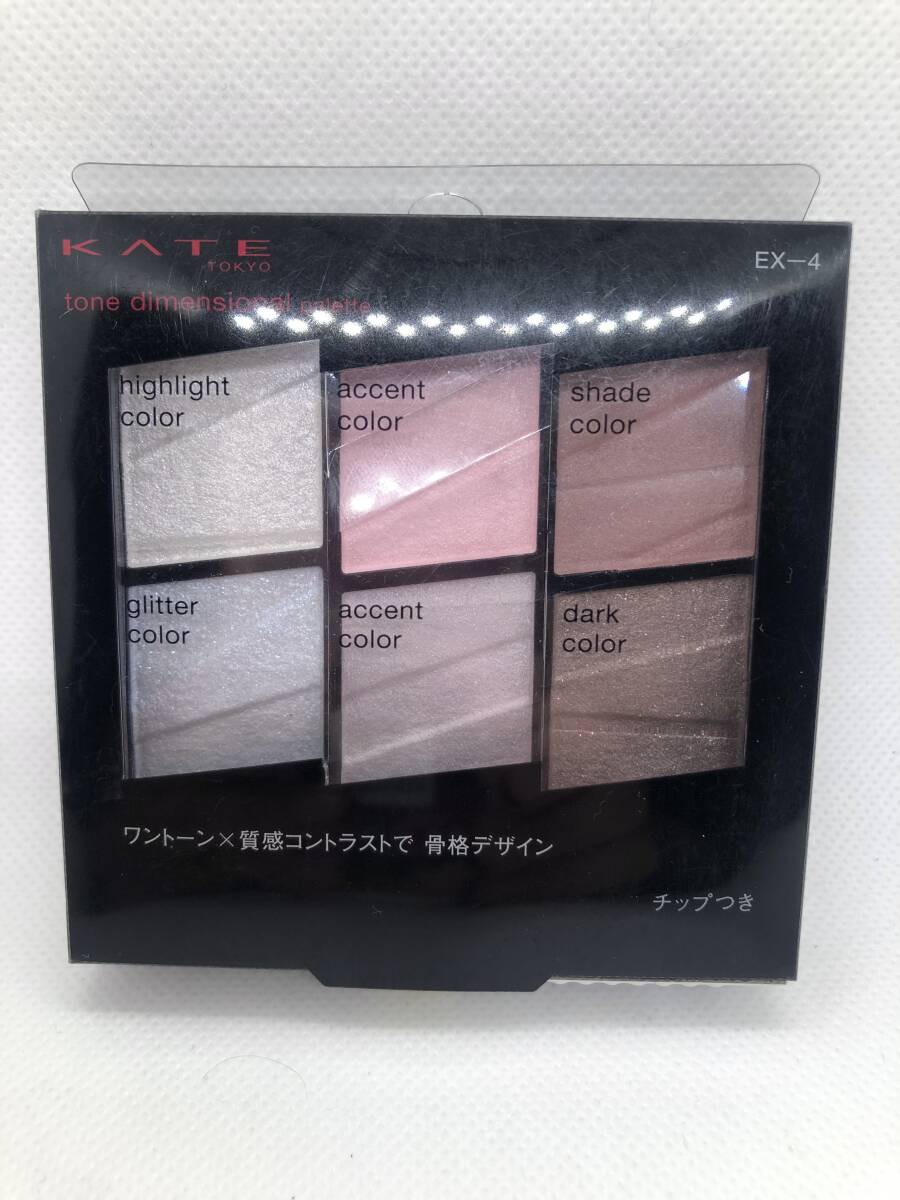 KATE
TOKYO
EX-4
tone dimensional palette
highlight
color
accent
color
shade
color
glitter
color
accent
color
dark
color
ワントーン×質感コントラストで 骨格デザイン
チップつき